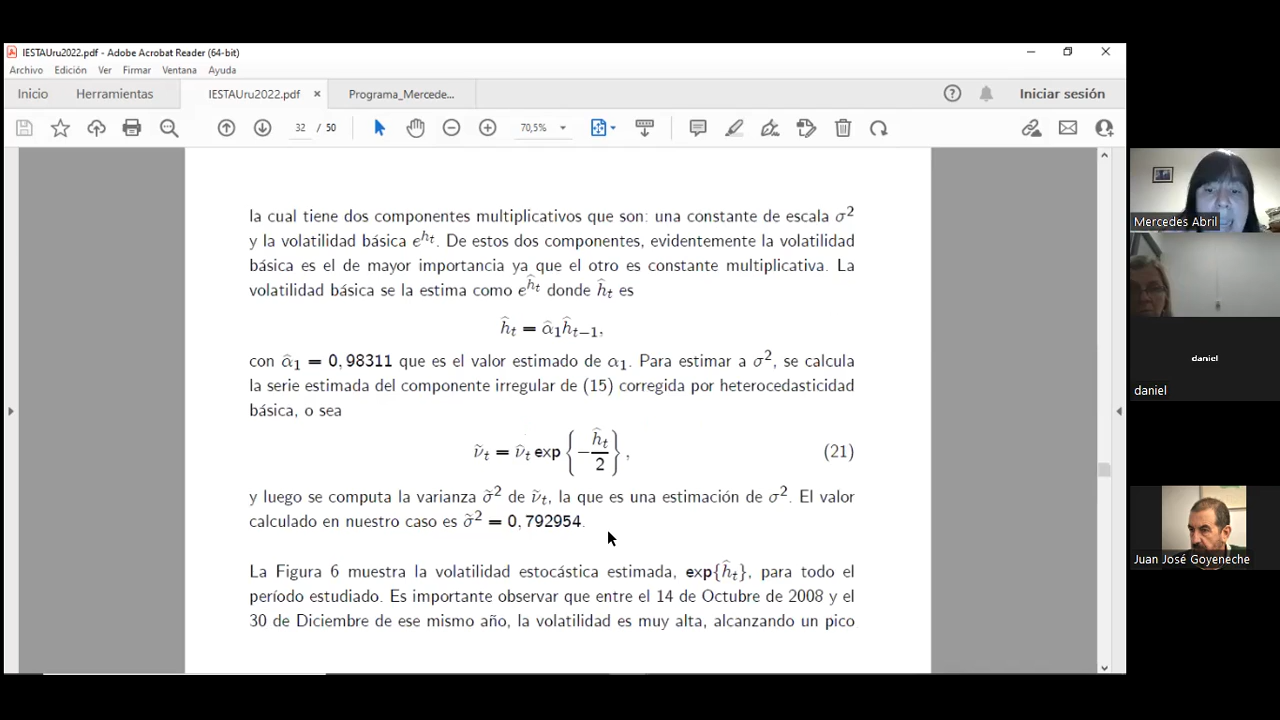 IESTAUru2022.pdf - Adobe Acrobat Reader (64-bit)
Archivo Edición Ver Firmar Ventana Ayuda
Inicio Herramientas IESTAUru2022.pdf × Programa_Mercede... Iniciar sesión
32 / 50 70,5%
la cual tiene dos componentes multiplicativos que son: una constante de escala σ²
y la volatilidad básica e^{h_t}. De estos dos componentes, evidentemente la volatilidad
básica es el de mayor importancia ya que el otro es constante multiplicativa. La
volatilidad básica se la estima como e^{ĥ_t} donde ĥ_t es
ĥ_t = α̂₁ĥ_{t−1},
con α̂₁ = 0,98311 que es el valor estimado de α₁. Para estimar a σ², se calcula
la serie estimada del componente irregular de (15) corregida por heterocedasticidad
básica, o sea
ν̃_t = ν̂_t exp{−ĥ_t/2}, (21)
y luego se computa la varianza σ̃² de ν̃_t, la que es una estimación de σ². El valor
calculado en nuestro caso es σ̃² = 0,792954.
La Figura 6 muestra la volatilidad estocástica estimada, exp{ĥ_t}, para todo el
período estudiado. Es importante observar que entre el 14 de Octubre de 2008 y el
30 de Diciembre de ese mismo año, la volatilidad es muy alta, alcanzando un pico
Mercedes Abril
daniel
daniel
Juan José Goyeneche